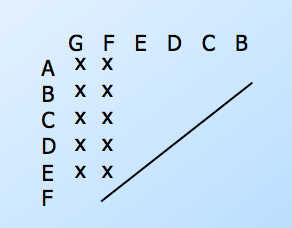 G F E D C B
A x x
B x x
C x x
D x x
E x x
F